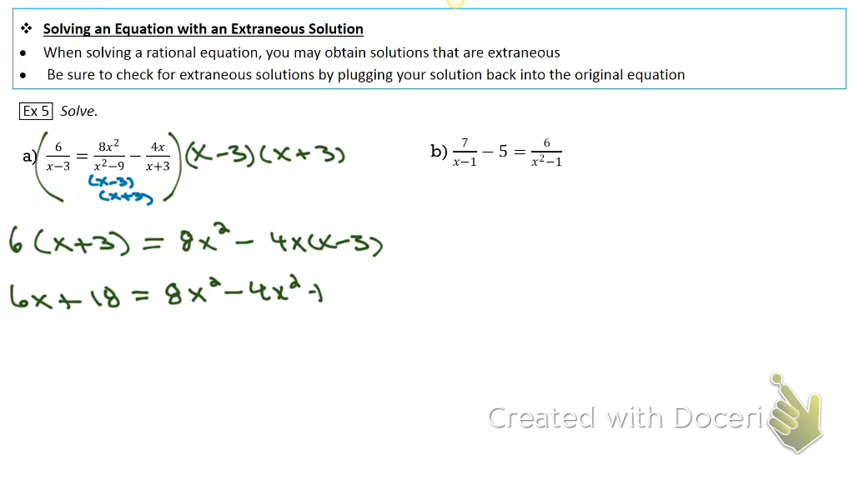 ❖ Solving an Equation with an Extraneous Solution
• When solving a rational equation, you may obtain solutions that are extraneous
• Be sure to check for extraneous solutions by plugging your solution back into the original equation
Ex 5 Solve.
a) ( 6/(x−3) = 8x²/(x²−9) − 4x/(x+3) ) (x−3)(x+3)
(x−3)
(x+3)
6(x+3) = 8x² − 4x(x−3)
6x+18 = 8x² − 4x² +
b) 7/(x−1) − 5 = 6/(x²−1)
Created with Doceri